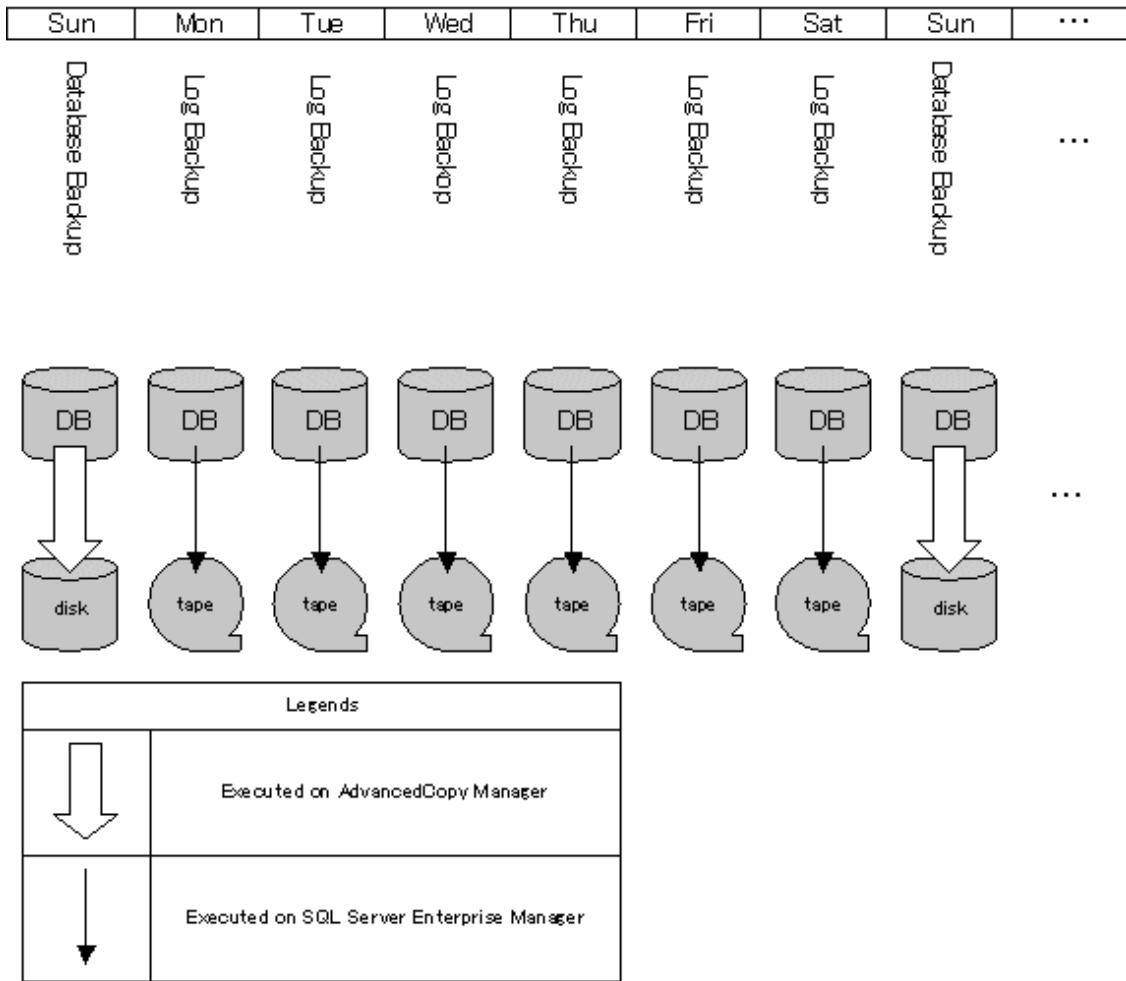 Sun Mon Tue Wed Thu Fri Sat Sun ...
Database Backup
Log Backup
Log Backup
Log Backop
Log Backup
Log Backup
Log Backup
Database Backup
...
DB DB DB DB DB DB DB DB
...
disk tape tape tape tape tape tape disk
Legends
Executed on AdvancedCopy Manager
Executed on SQL Server Enterprise Manager